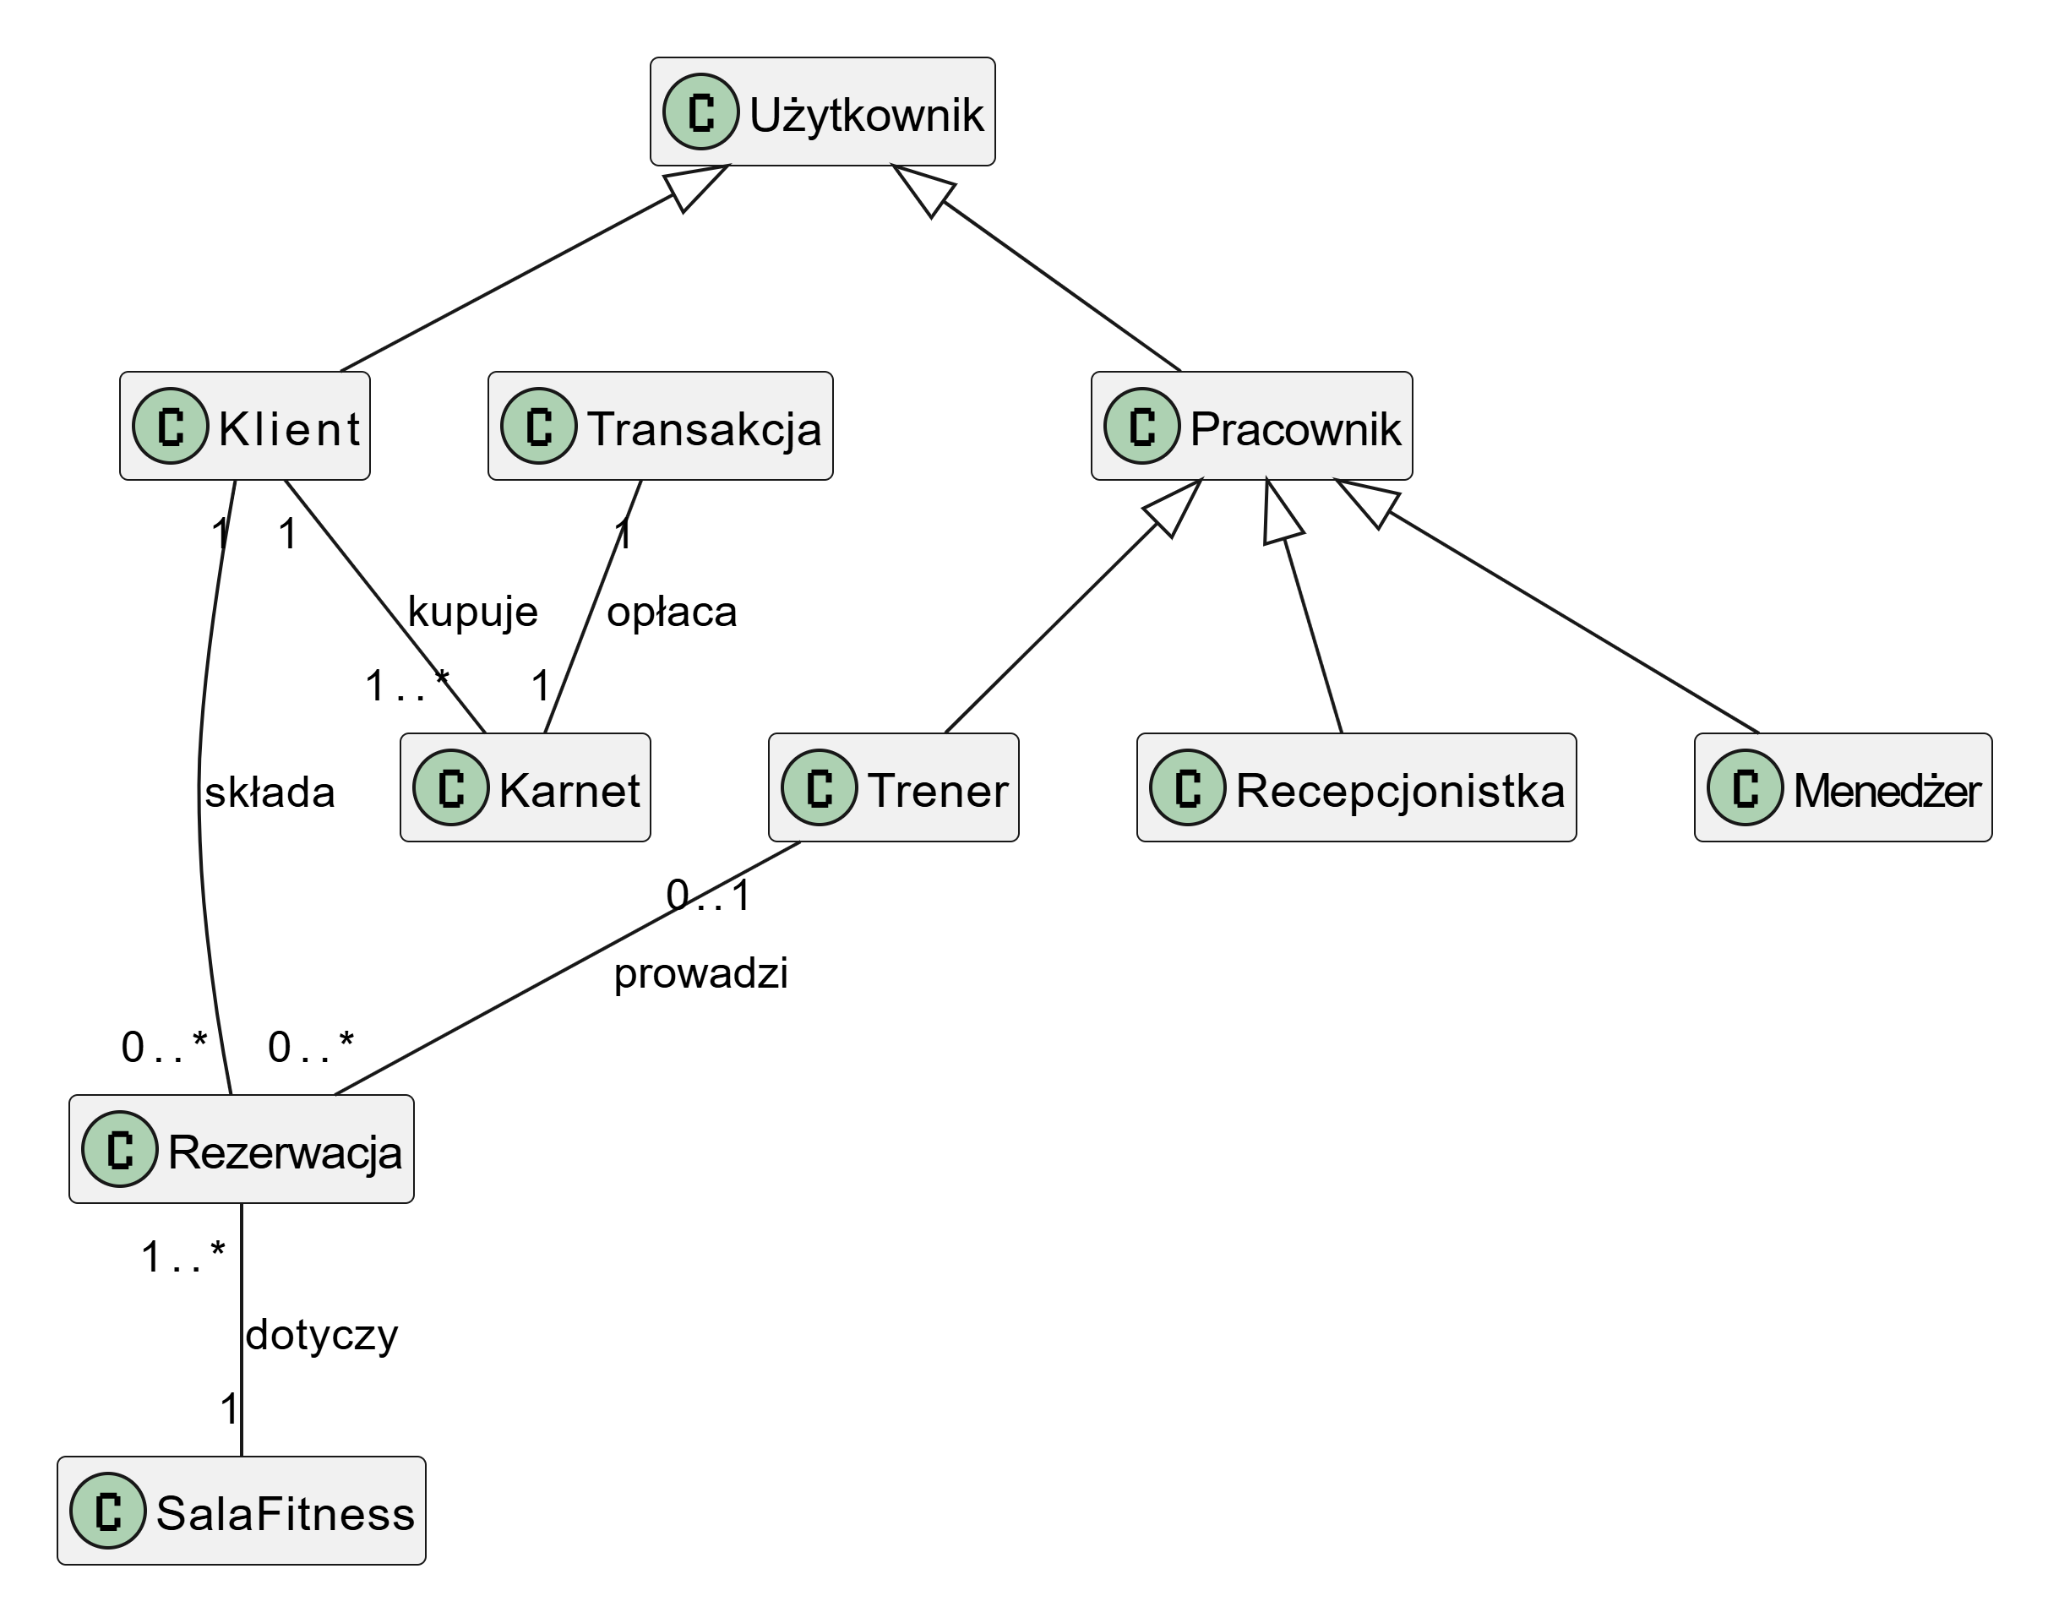 C Użytkownik
C Klient
C Transakcja
C Pracownik
1
1
1
kupuje
opłaca
1..*
1
składa
C Karnet
C Trener
C Recepcjonistka
C Menedżer
0..1
prowadzi
0..*
0..*
C Rezerwacja
1..*
dotyczy
1
C SalaFitness